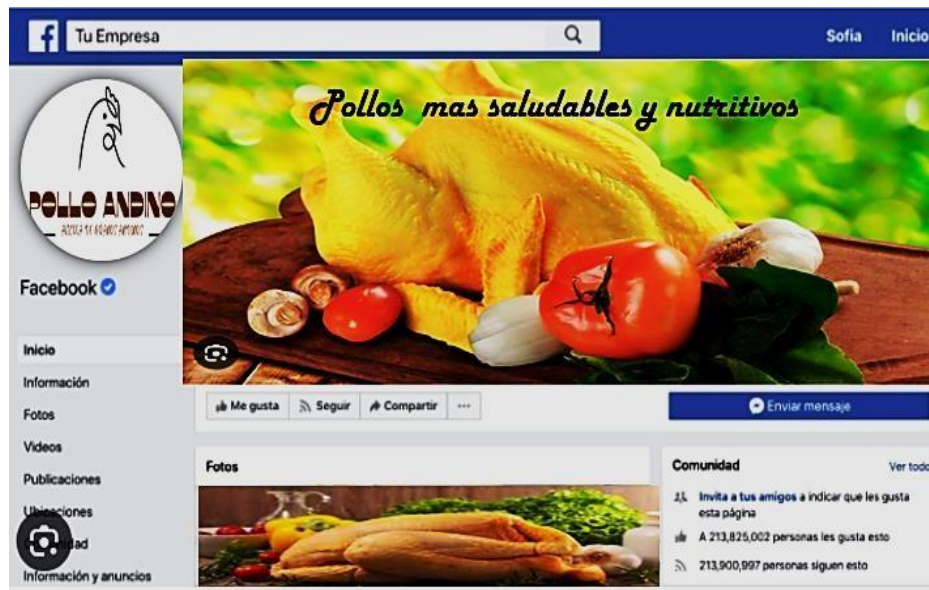 f Tu Empresa
Sofia Inicio
Pollos mas saludables y nutritivos
POLLO ANDINO
Facebook
Inicio
Información
Fotos
Videos
Publicaciones
Ubicaciones
Información y anuncios
Me gusta Seguir Compartir ...
Enviar mensaje
Fotos
Comunidad Ver todo
Invita a tus amigos a indicar que les gusta
esta página
A 213,825,002 personas les gusta esto
213,900,997 personas siguen esto